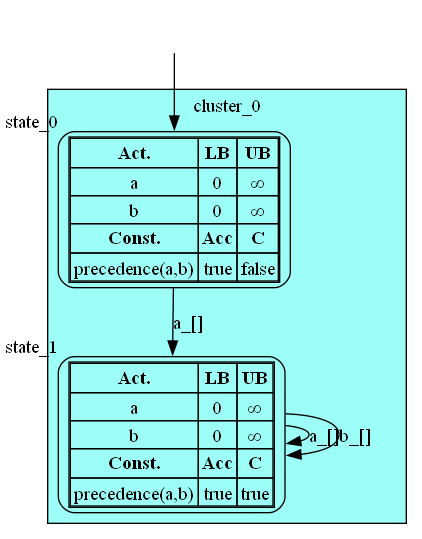 cluster_0
state_0
Act. LB UB
a 0 ∞
b 0 ∞
Const. Acc C
precedence(a,b) true false
a_[]
state_1
Act. LB UB
a 0 ∞
b 0 ∞
a_[] b_[]
Const. Acc C
precedence(a,b) true true